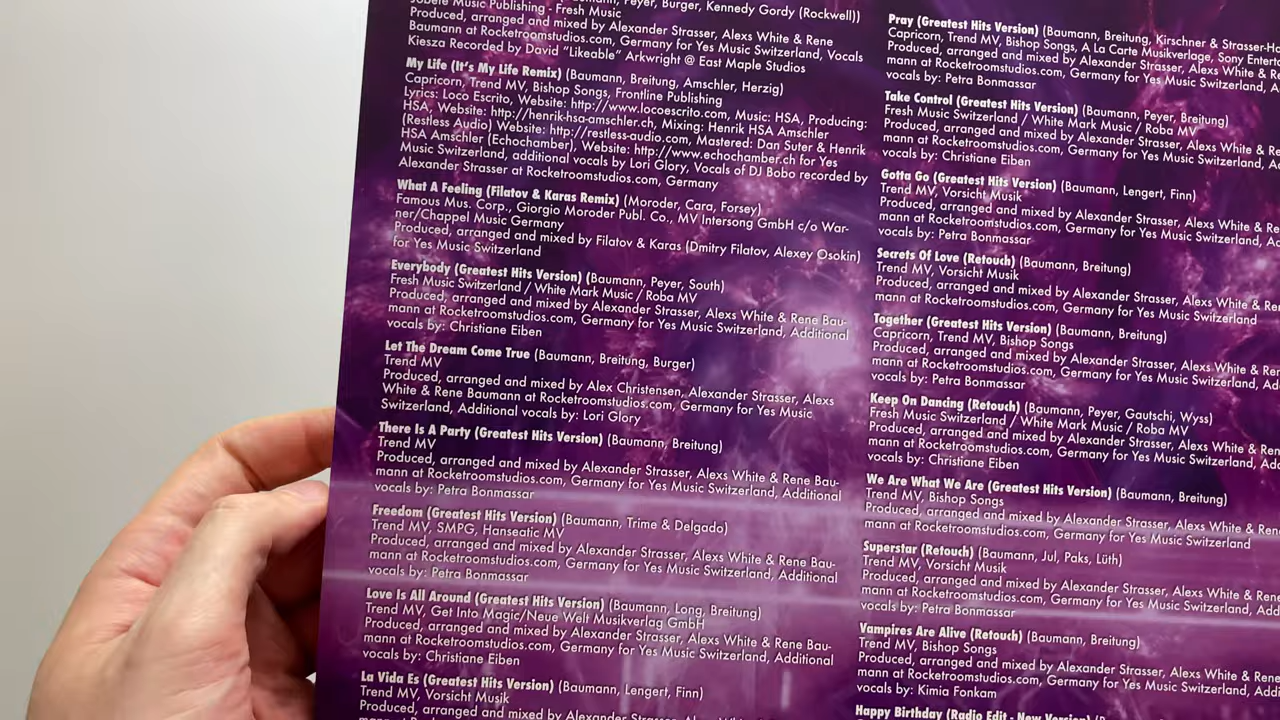 Peyer, Burger, Kennedy Gordy (Rockwell))
Music Publishing - Fresh Music
Produced, arranged and mixed by Alexander Strasser, Alexs White & Rene
Baumann at Rocketroomstudios.com, Germany for Yes Music Switzerland, Vocals
Kiesza Recorded by David "Likeable" Arkwright @ East Maple Studios
My Life (It's My Life Remix) (Baumann, Breitung, Amschler, Herzig)
Capricorn, Trend MV, Bishop Songs, Frontline Publishing
Lyrics: Loco Escrito, Website: http://www.locoescrito.com, Music: HSA, Producing:
HSA, Website: http://henrik-hsa-amschler.ch, Mixing: Henrik HSA Amschler
(Restless Audio) Website: http://restless-audio.com, Mastered: Dan Suter & Henrik
HSA Amschler (Echochamber), Website: http://www.echochamber.ch for Yes
Music Switzerland, additional vocals by Lori Glory, Vocals of DJ Bobo recorded by
Alexander Strasser at Rocketroomstudios.com, Germany
What A Feeling (Filatov & Karas Remix) (Moroder, Cara, Forsey)
Famous Mus. Corp., Giorgio Moroder Publ. Co., MV Intersong GmbH c/o War-
ner/Chappel Music Germany
Produced, arranged and mixed by Filatov & Karas (Dmitry Filatov, Alexey Osokin)
for Yes Music Switzerland
Everybody (Greatest Hits Version) (Baumann, Peyer, South)
Fresh Music Switzerland / White Mark Music / Roba MV
Produced, arranged and mixed by Alexander Strasser, Alexs White & Rene Bau-
mann at Rocketroomstudios.com, Germany for Yes Music Switzerland, Additional
vocals by: Christiane Eiben
Let The Dream Come True (Baumann, Breitung, Burger)
Trend MV
Produced, arranged and mixed by Alex Christensen, Alexander Strasser, Alexs
White & Rene Baumann at Rocketroomstudios.com, Germany for Yes Music
Switzerland, Additional vocals by: Lori Glory
There Is A Party (Greatest Hits Version) (Baumann, Breitung)
Trend MV
Produced, arranged and mixed by Alexander Strasser, Alexs White & Rene Bau-
mann at Rocketroomstudios.com, Germany for Yes Music Switzerland, Additional
vocals by: Petra Bonmassar
Freedom (Greatest Hits Version) (Baumann, Trime & Delgado)
Trend MV, SMPG, Hanseatic MV
Produced, arranged and mixed by Alexander Strasser, Alexs White & Rene Bau-
mann at Rocketroomstudios.com, Germany for Yes Music Switzerland, Additional
vocals by: Petra Bonmassar
Love Is All Around (Greatest Hits Version) (Baumann, Long, Breitung)
Trend MV, Get Into Magic/Neue Welt Musikverlag GmbH
Produced, arranged and mixed by Alexander Strasser, Alexs White & Rene Bau-
mann at Rocketroomstudios.com, Germany for Yes Music Switzerland, Additional
vocals by: Christiane Eiben
La Vida Es (Greatest Hits Version) (Baumann, Lengert, Finn)
Trend MV, Vorsicht Musik
Produced, arranged and mixed by Alexander Strasser, Alexs White & Rene Bau-
Pray (Greatest Hits Version) (Baumann, Breitung, Kirschner & Strasser-
Capricorn, Trend MV, Bishop Songs, A La Carte Musikverlage, Sony
Produced, arranged and mixed by Alexander Strasser, Alexs White &
mann at Rocketroomstudios.com, Germany for Yes Music Switzerland,
vocals by: Petra Bonmassar
Take Control (Greatest Hits Version) (Baumann, Peyer, Breitung)
Fresh Music Switzerland / White Mark Music / Roba MV
Produced, arranged and mixed by Alexander Strasser, Alexs White &
mann at Rocketroomstudios.com, Germany for Yes Music Switzerland,
vocals by: Christiane Eiben
Gotta Go (Greatest Hits Version) (Baumann, Lengert, Finn)
Trend MV, Vorsicht Musik
Produced, arranged and mixed by Alexander Strasser, Alexs White &
mann at Rocketroomstudios.com, Germany for Yes Music Switzerland,
vocals by: Petra Bonmassar
Secrets Of Love (Retouch) (Baumann, Breitung)
Trend MV, Vorsicht Musik
Produced, arranged and mixed by Alexander Strasser, Alexs White &
mann at Rocketroomstudios.com, Germany for Yes Music Switzerland
Together (Greatest Hits Version) (Baumann, Breitung)
Capricorn, Trend MV, Bishop Songs
Produced, arranged and mixed by Alexander Strasser, Alexs White &
mann at Rocketroomstudios.com, Germany for Yes Music Switzerland,
vocals by: Petra Bonmassar
Keep On Dancing (Retouch) (Baumann, Peyer, Gautschi, Wyss)
Fresh Music Switzerland / White Mark Music / Roba MV
Produced, arranged and mixed by Alexander Strasser, Alexs White &
mann at Rocketroomstudios.com, Germany for Yes Music Switzerland,
vocals by: Christiane Eiben
We Are What We Are (Greatest Hits Version) (Baumann, Breitung)
Trend MV, Bishop Songs
Produced, arranged and mixed by Alexander Strasser, Alexs White &
mann at Rocketroomstudios.com, Germany for Yes Music Switzerland
Superstar (Retouch) (Baumann, Jul, Paks, Lüth)
Trend MV, Vorsicht Musik
Produced, arranged and mixed by Alexander Strasser, Alexs White &
mann at Rocketroomstudios.com, Germany for Yes Music Switzerland,
vocals by: Petra Bonmassar
Vampires Are Alive (Retouch) (Baumann, Breitung)
Trend MV, Bishop Songs
Produced, arranged and mixed by Alexander Strasser, Alexs White &
mann at Rocketroomstudios.com, Germany for Yes Music Switzerland,
vocals by: Kimia Fonkam
Happy Birthday (Radio Edit - New Version)